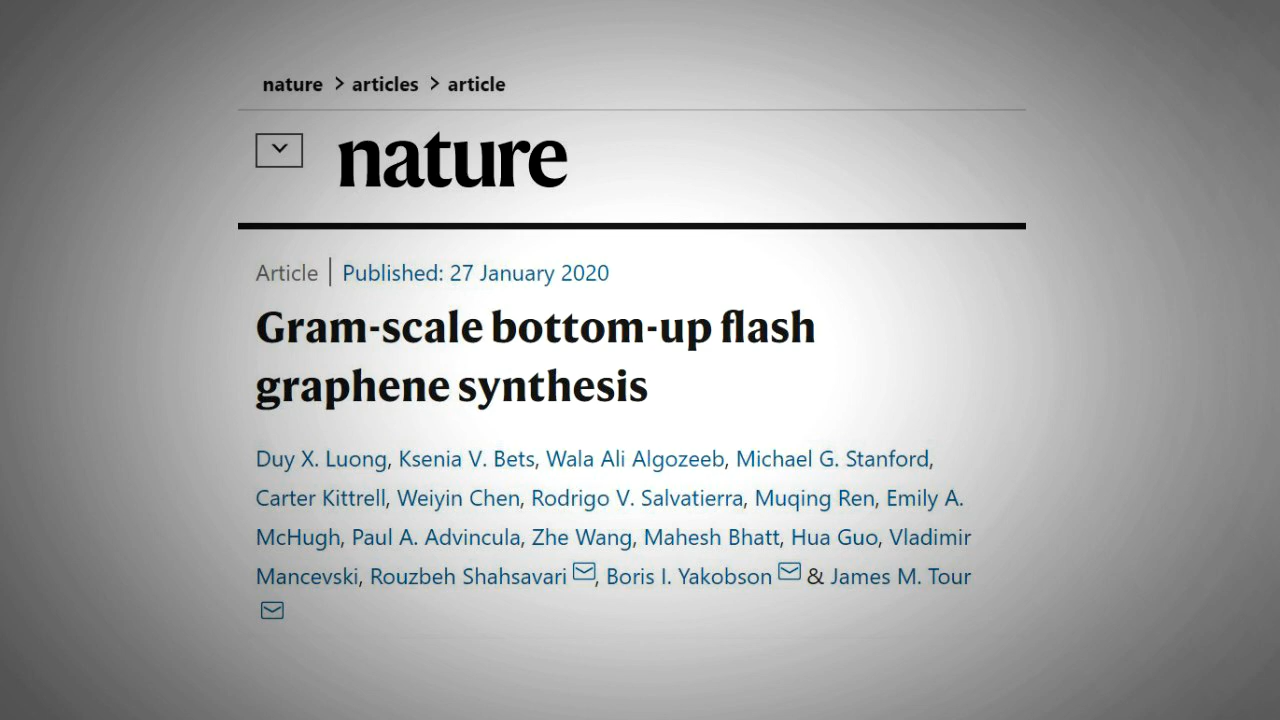 nature > articles > article
nature
Article | Published: 27 January 2020
Gram-scale bottom-up flash
graphene synthesis
Duy X. Luong, Ksenia V. Bets, Wala Ali Algozeeb, Michael G. Stanford,
Carter Kittrell, Weiyin Chen, Rodrigo V. Salvatierra, Muqing Ren, Emily A.
McHugh, Paul A. Advincula, Zhe Wang, Mahesh Bhatt, Hua Guo, Vladimir
Mancevski, Rouzbeh Shahsavari, Boris I. Yakobson & James M. Tour